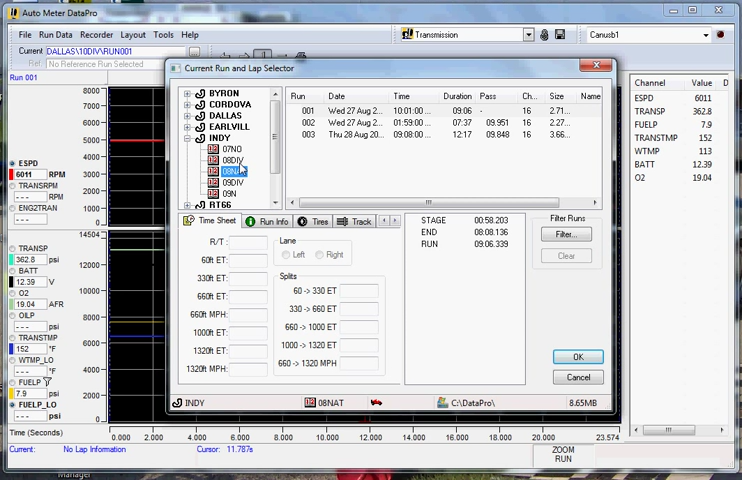 Auto Meter DataPro
File Run Data Recorder Layout Tools Help
Current DALLAS\10DIV\RUN001 ...
Ref. No Reference Run Selected
Transmission
Canusb1
Run 001
8000
7000
6000
5000
4000
3000
2000
ESPD
6011 RPM
TRANSRPM
- - - RPM
ENG2TRAN
- - -
14504
12000
10000
8000
6000
4000
2000
0
TRANSP
362.8 psi
BATT
12.39 V
O2
19.04 AFR
OILP
- - - psi
TRANSTMP
152 °F
WTMP_LO
- - - °F
FUELP
7.9 psi
FUELP_LO
- - - psi
Time (Seconds)
0.000 2.000 4.000 6.000 8.000 10.000 12.000 14.000 16.000 18.000 20.000 23.574
Current: No Lap Information Cursor: 11.787s
ZOOM
RUN
Channel Value D
ESPD 6011
TRANSP 362.8
FUELP 7.9
TRANSTMP 152
WTMP 113
BATT 12.39
O2 19.04
Current Run and Lap Selector
BYRON
CORDOVA
DALLAS
EARLVILL
INDY
07NO
08DIV
08NA
09DIV
09N
RT66
Run Date Time Duration Pass Ch... Size Name
001 Wed 27 Aug 2... 10:01:00 ... 09:06 - 16 2.71...
002 Wed 27 Aug 2... 01:59:00 ... 07:37 09.951 16 2.27...
003 Thu 28 Aug 20... 09:08:00 ... 12:17 09.848 16 3.66...
Time Sheet Run Info Tires Track
R/T:
60ft ET:
330ft ET:
660ft ET:
660ft MPH:
1000ft ET:
1320ft ET:
1320ft MPH:
Lane
Left Right
Splits
60 -> 330 ET
330 -> 660 ET
660 -> 1000 ET
1000 -> 1320 ET
660 -> 1320 MPH
STAGE 00:58.203
END 08:08.136
RUN 09:06.339
Filter Runs
Filter...
Clear
OK
Cancel
INDY 08NAT C:\DataPro\ 8.65MB
Manager